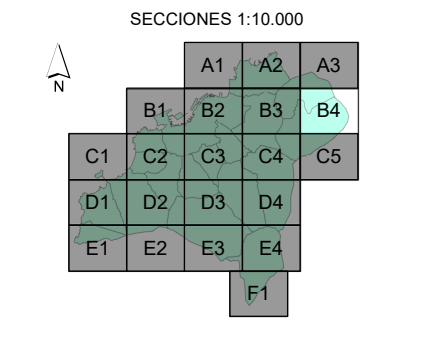 SECCIONES 1:10.000
N
A1 A2 A3
B1 B2 B3 B4
C1 C2 C3 C4 C5
D1 D2 D3 D4
E1 E2 E3 E4
F1